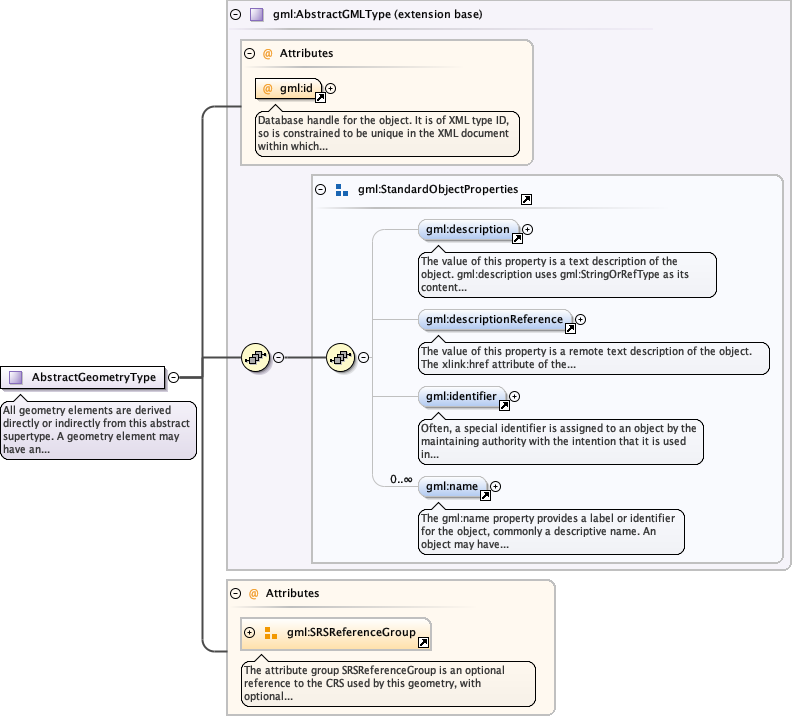 gml:AbstractGMLType (extension base)
@ Attributes
@ gml:id
Database handle for the object. It is of XML type ID,
so is constrained to be unique in the XML document
within which...
gml:StandardObjectProperties
gml:description
The value of this property is a text description of the
object. gml:description uses gml:StringOrRefType as its
content...
gml:descriptionReference
The value of this property is a remote text description of the object.
The xlink:href attribute of the...
gml:identifier
Often, a special identifier is assigned to an object by the
maintaining authority with the intention that it is used
in...
0..∞
gml:name
The gml:name property provides a label or identifier
for the object, commonly a descriptive name. An
object may have...
AbstractGeometryType
All geometry elements are derived
directly or indirectly from this abstract
supertype. A geometry element may
have an...
@ Attributes
gml:SRSReferenceGroup
The attribute group SRSReferenceGroup is an optional
reference to the CRS used by this geometry, with
optional...